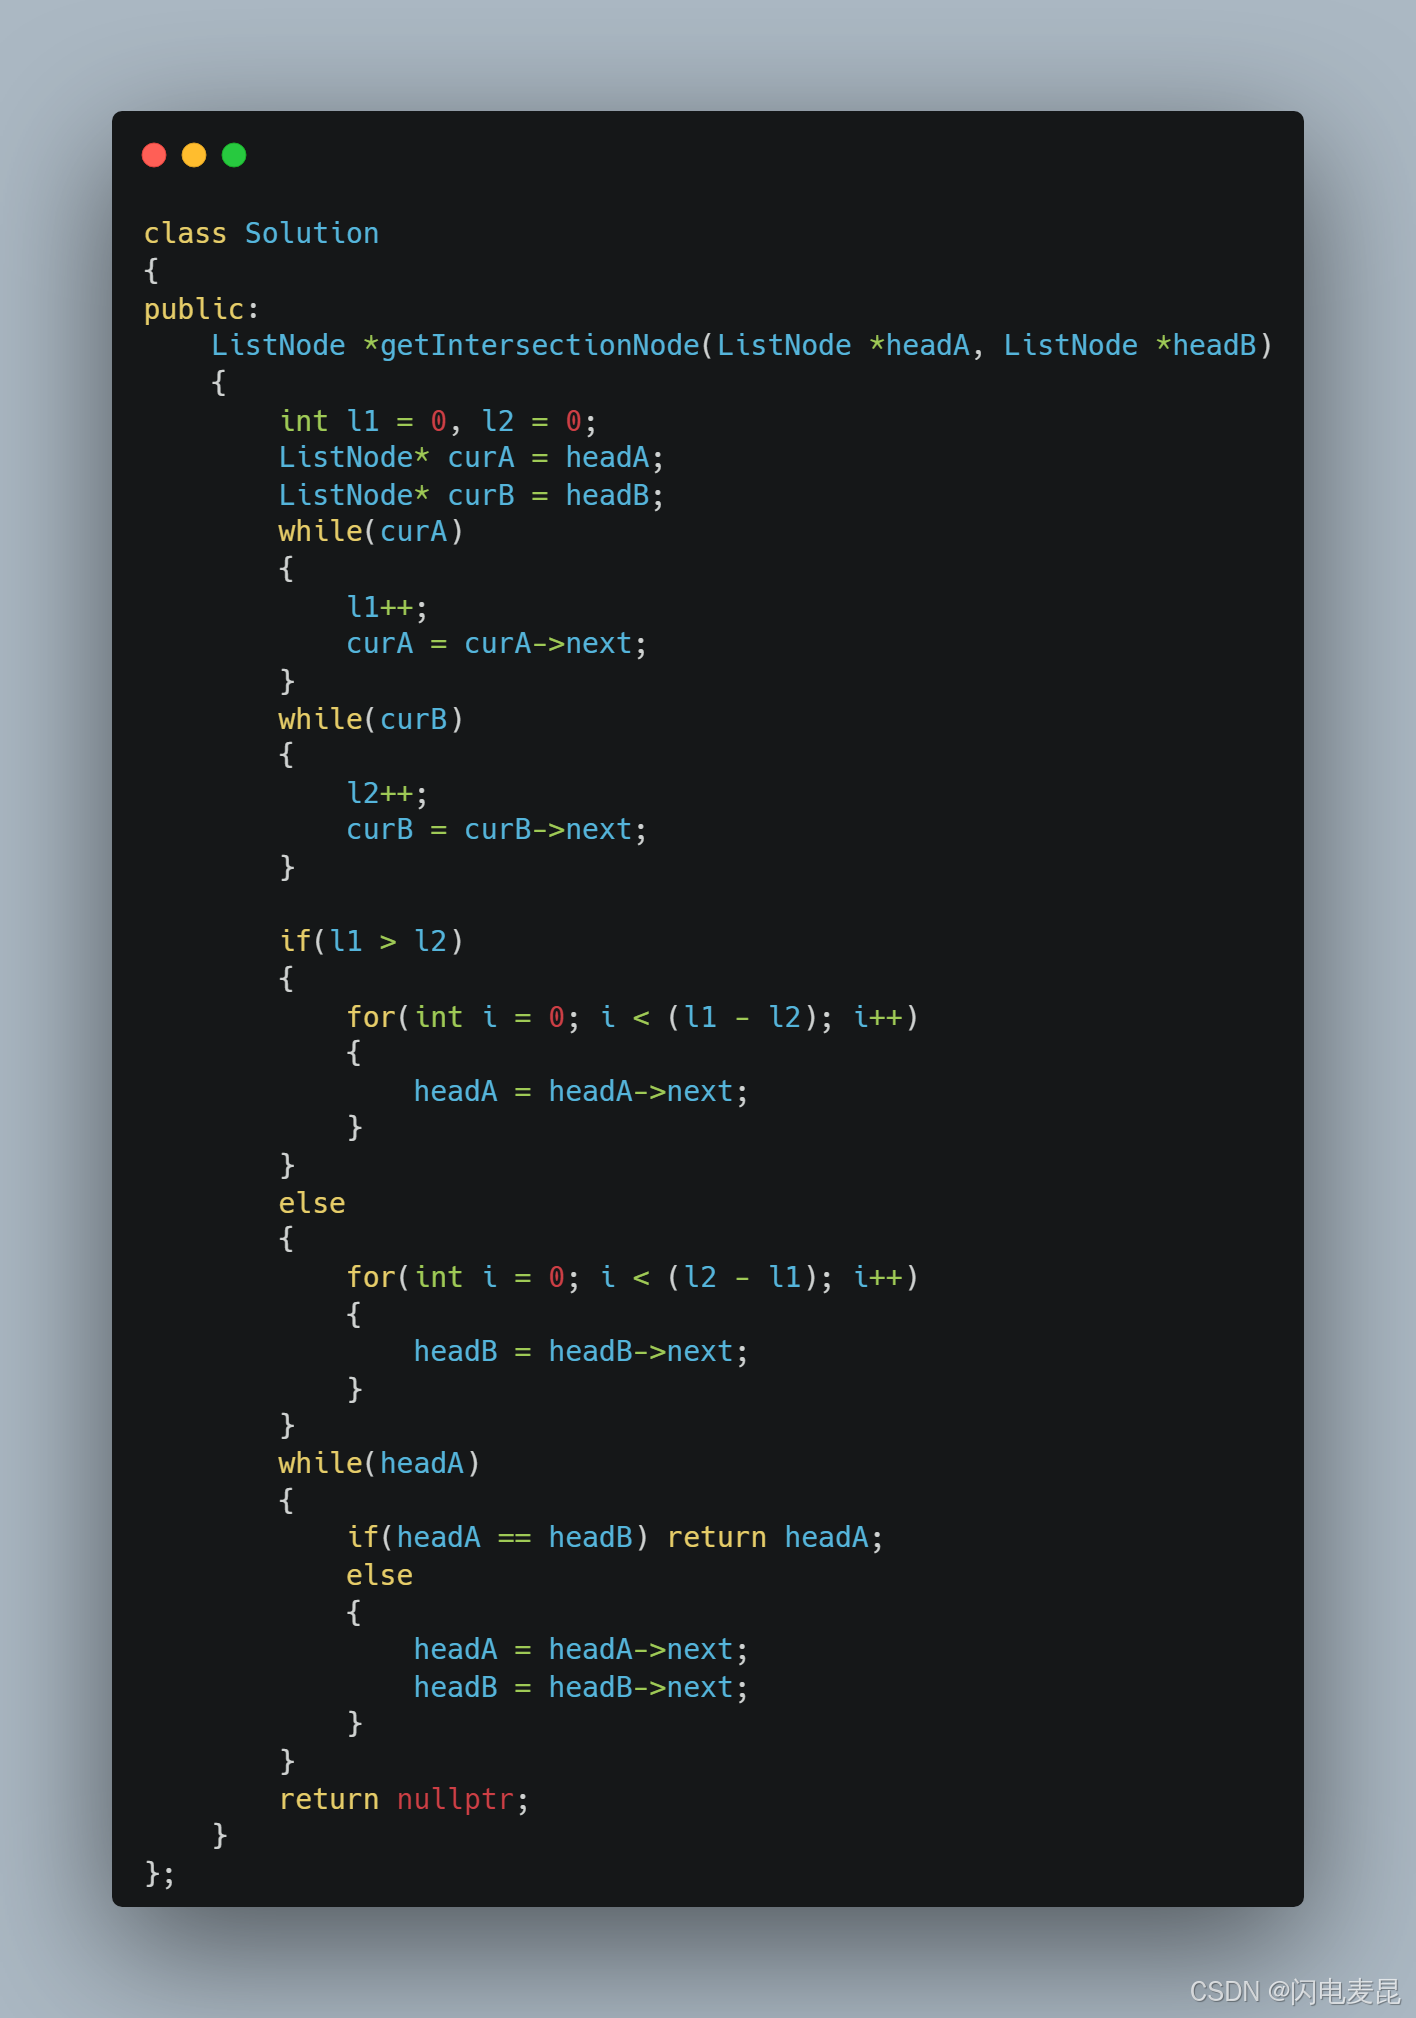 class Solution
{
public:
    ListNode *getIntersectionNode(ListNode *headA, ListNode *headB)
    {
        int l1 = 0, l2 = 0;
        ListNode* curA = headA;
        ListNode* curB = headB;
        while(curA)
        {
            l1++;
            curA = curA->next;
        }
        while(curB)
        {
            l2++;
            curB = curB->next;
        }

        if(l1 > l2)
        {
            for(int i = 0; i < (l1 - l2); i++)
            {
                headA = headA->next;
            }
        }
        else
        {
            for(int i = 0; i < (l2 - l1); i++)
            {
                headB = headB->next;
            }
        }
        while(headA)
        {
            if(headA == headB) return headA;
            else
            {
                headA = headA->next;
                headB = headB->next;
            }
        }
        return nullptr;
    }
};
CSDN @闪电麦昆